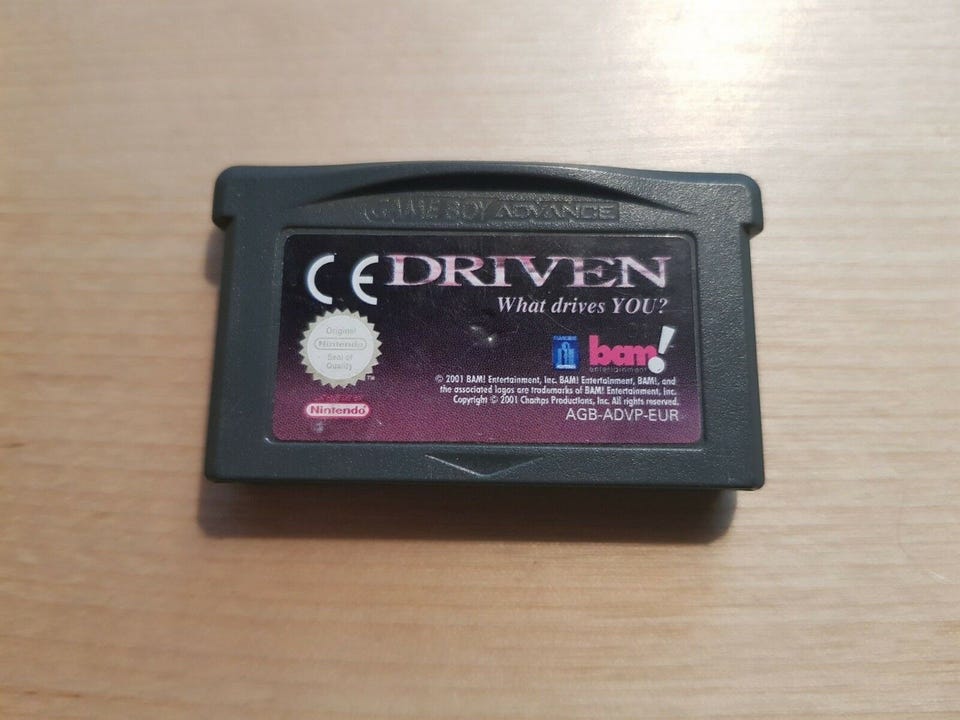 GAME BOY ADVANCE
CE DRIVEN
What drives YOU?
Original
Nintendo
Seal of
Quality
TM
bam!
entertainment
© 2001 BAM! Entertainment, Inc. BAM! Entertainment, BAM!, and
the associated logos are trademarks of BAM! Entertainment, Inc.
Copyright © 2001 Champs Productions, Inc. All rights reserved.
Nintendo
AGB-ADVP-EUR